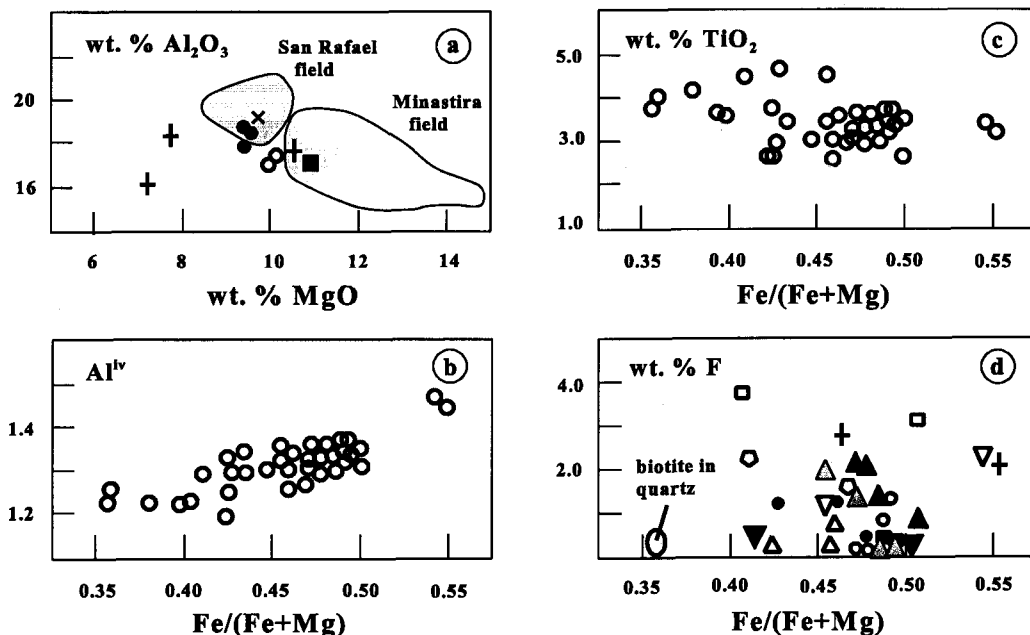 wt. % Al₂O₃
San Rafael
field
Minastira
field
a
20
16
6 8 10 12 14
wt. % MgO
wt. % TiO₂
c
5.0
3.0
1.0
0.35 0.40 0.45 0.50 0.55
Fe/(Fe+Mg)
Alⁱᵛ
b
1.4
1.2
0.35 0.40 0.45 0.50 0.55
Fe/(Fe+Mg)
wt. % F
d
4.0
2.0
biotite in
quartz
0.35 0.40 0.45 0.50 0.55
Fe/(Fe+Mg)